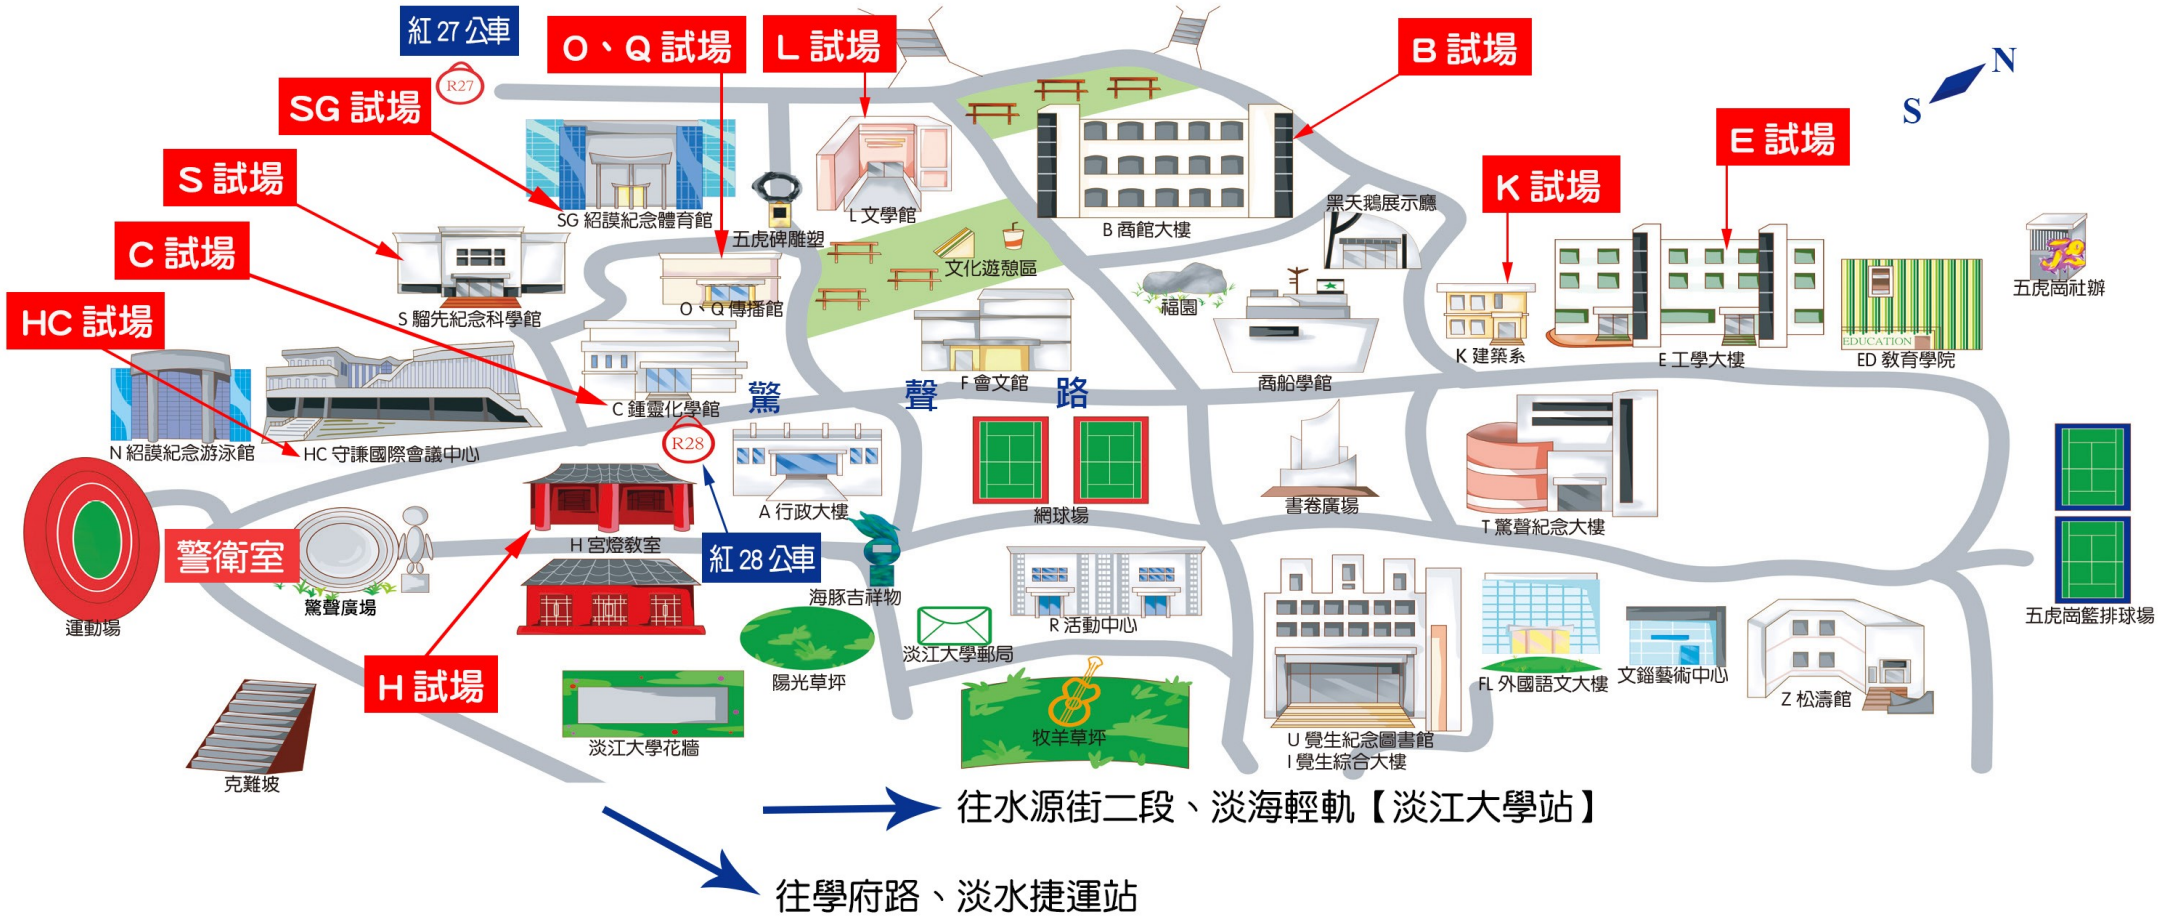 紅 27 公車
R27
O、Q 試場
L 試場
B 試場
N
S
SG 試場
E 試場
S 試場
K 試場
C 試場
HC 試場
SG 紹謨紀念體育館
五虎碑雕塑
L 文學館
B 商館大樓
黑天鵝展示廳
文化遊憩區
五虎崗社辦
S 騮先紀念科學館
O、Q 傳播館
福園
K 建築系
E 工學大樓
EDUCATION
ED 教育學院
F 會文館
商船學館
C 鍾靈化學館
驚聲路
R28
N 紹謨紀念游泳館
HC 守謙國際會議中心
A 行政大樓
網球場
書卷廣場
T 驚聲紀念大樓
警衛室
H 宮燈教室
紅 28 公車
海豚吉祥物
驚聲廣場
運動場
五虎崗籃排球場
R 活動中心
淡江大學郵局
陽光草坪
H 試場
FL 外國語文大樓
文錙藝術中心
Z 松濤館
淡江大學花牆
牧羊草坪
U 覺生紀念圖書館
I 覺生綜合大樓
克難坡
往水源街二段、淡海輕軌【淡江大學站】
往學府路、淡水捷運站